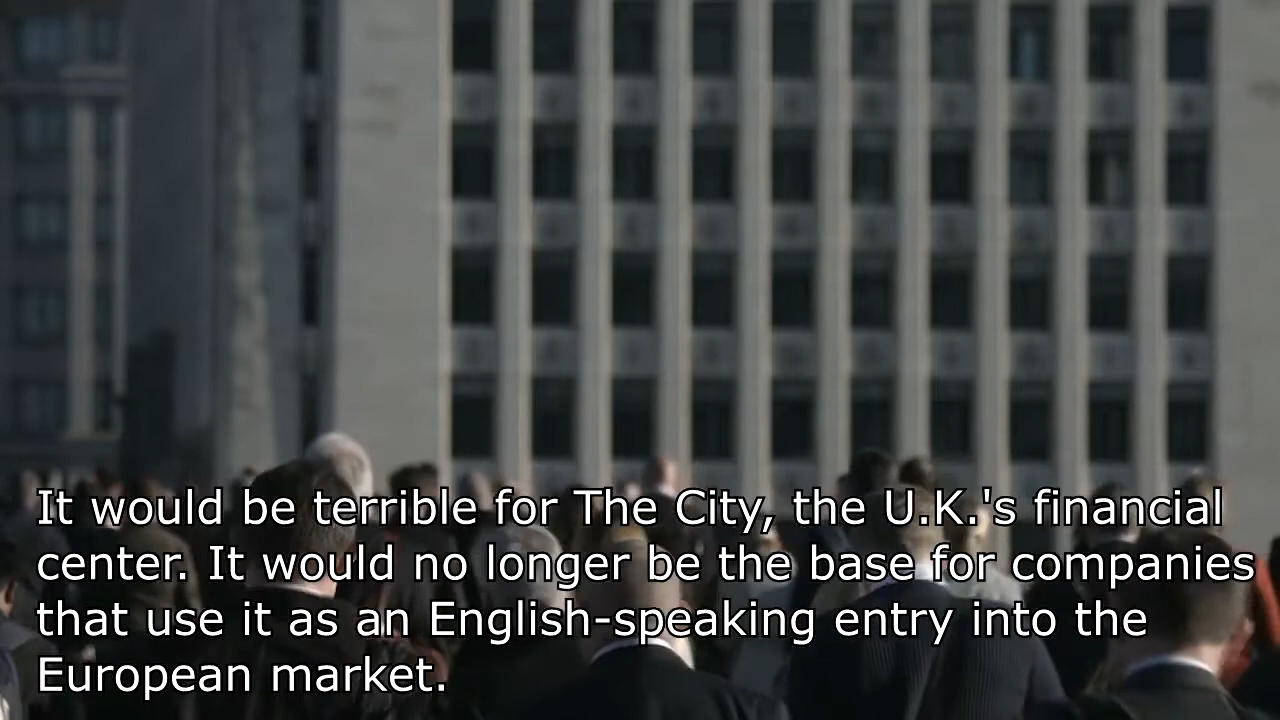 It would be terrible for The City, the U.K.'s financial
center. It would no longer be the base for companies
that use it as an English-speaking entry into the
European market.